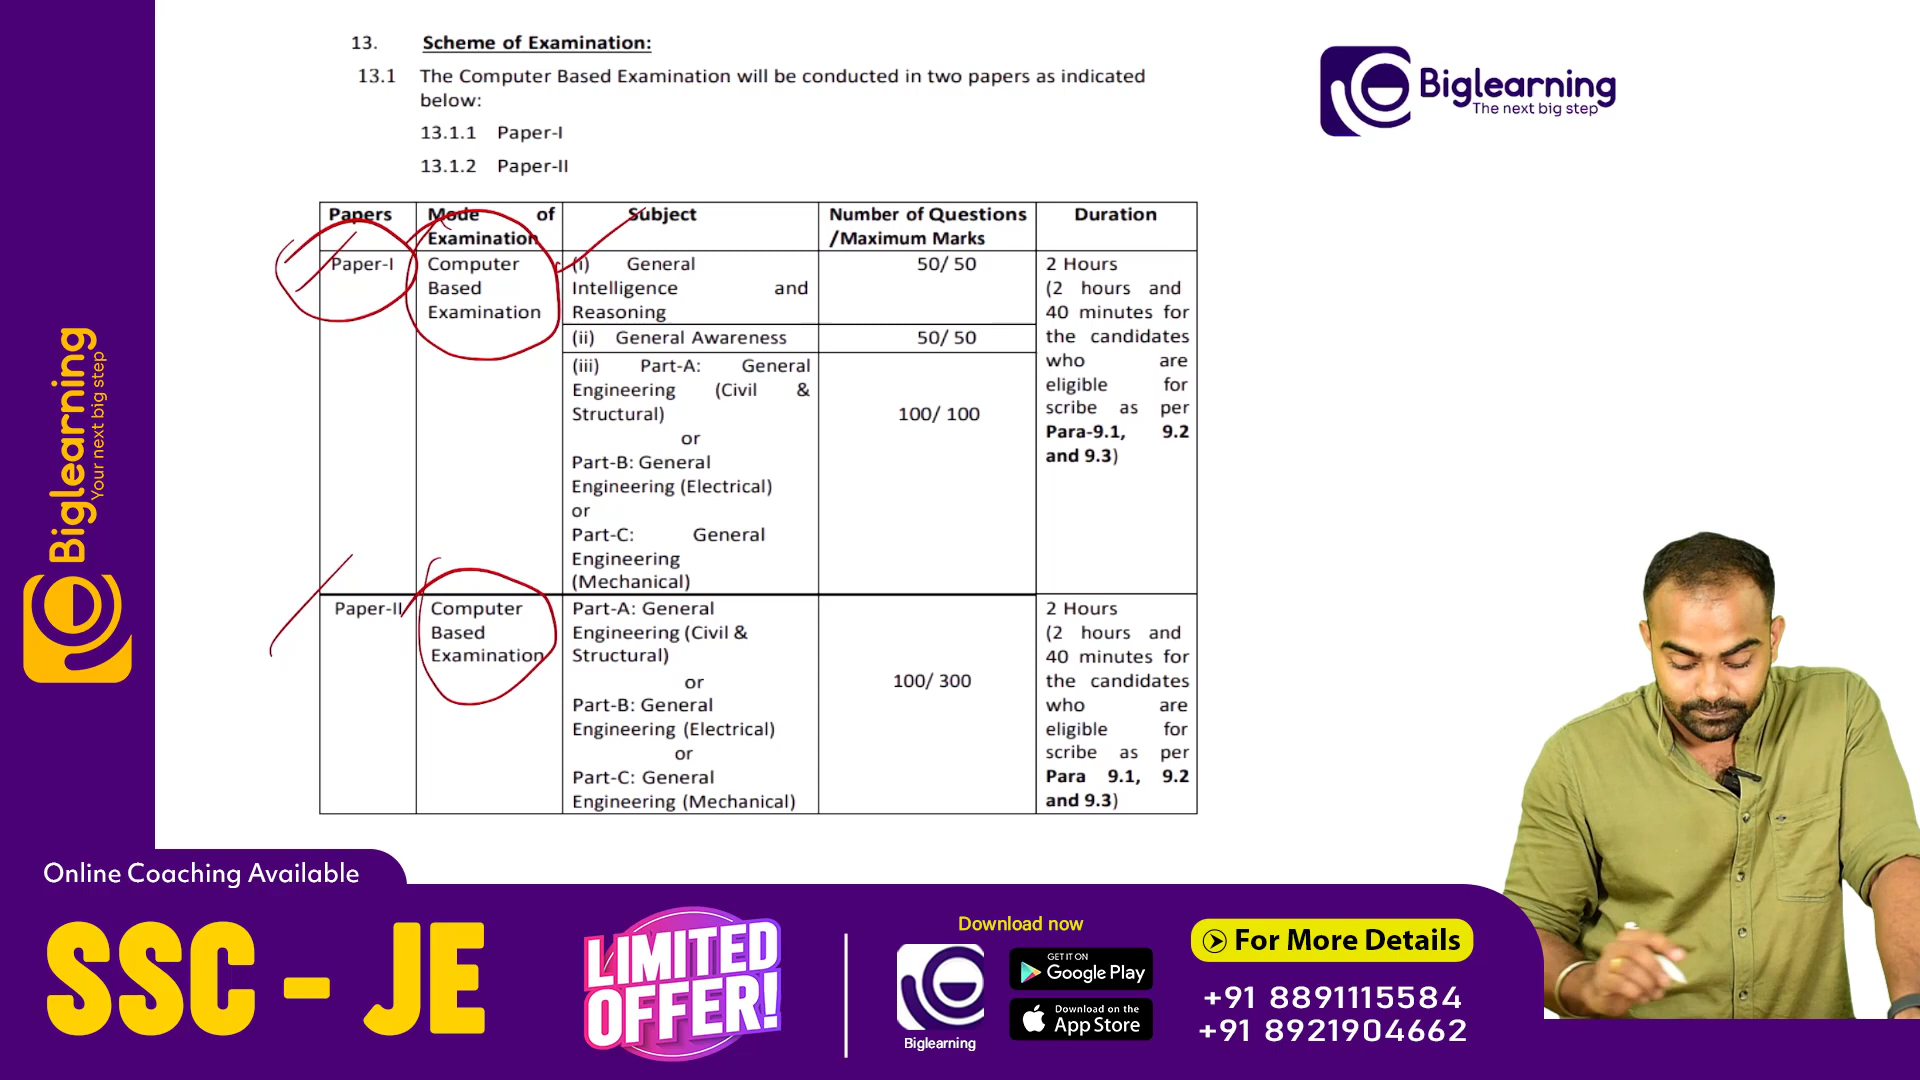 13. Scheme of Examination:
13.1 The Computer Based Examination will be conducted in two papers as indicated
below:
13.1.1 Paper-I
13.1.2 Paper-II
Papers
Mode of
Examination
Subject
Number of Questions
/Maximum Marks
Duration
Paper-I
Computer
Based
Examination
(i) General
Intelligence and
Reasoning
50/ 50
(ii) General Awareness
50/ 50
(iii) Part-A: General
Engineering (Civil &
Structural)
or
Part-B: General
Engineering (Electrical)
or
Part-C: General
Engineering
(Mechanical)
100/ 100
2 Hours
(2 hours and
40 minutes for
the candidates
who are
eligible for
scribe as per
Para-9.1, 9.2
and 9.3)
Paper-II
Computer
Based
Examination
Part-A: General
Engineering (Civil &
Structural)
or
Part-B: General
Engineering (Electrical)
or
Part-C: General
Engineering (Mechanical)
100/ 300
2 Hours
(2 hours and
40 minutes for
the candidates
who are
eligible for
scribe as per
Para 9.1, 9.2
and 9.3)
Biglearning
The next big step
Biglearning
Your next big step
Online Coaching Available
SSC - JE
LIMITED
OFFER!
Download now
Biglearning
GET IT ON
Google Play
Download on the
App Store
For More Details
+91 8891115584
+91 8921904662